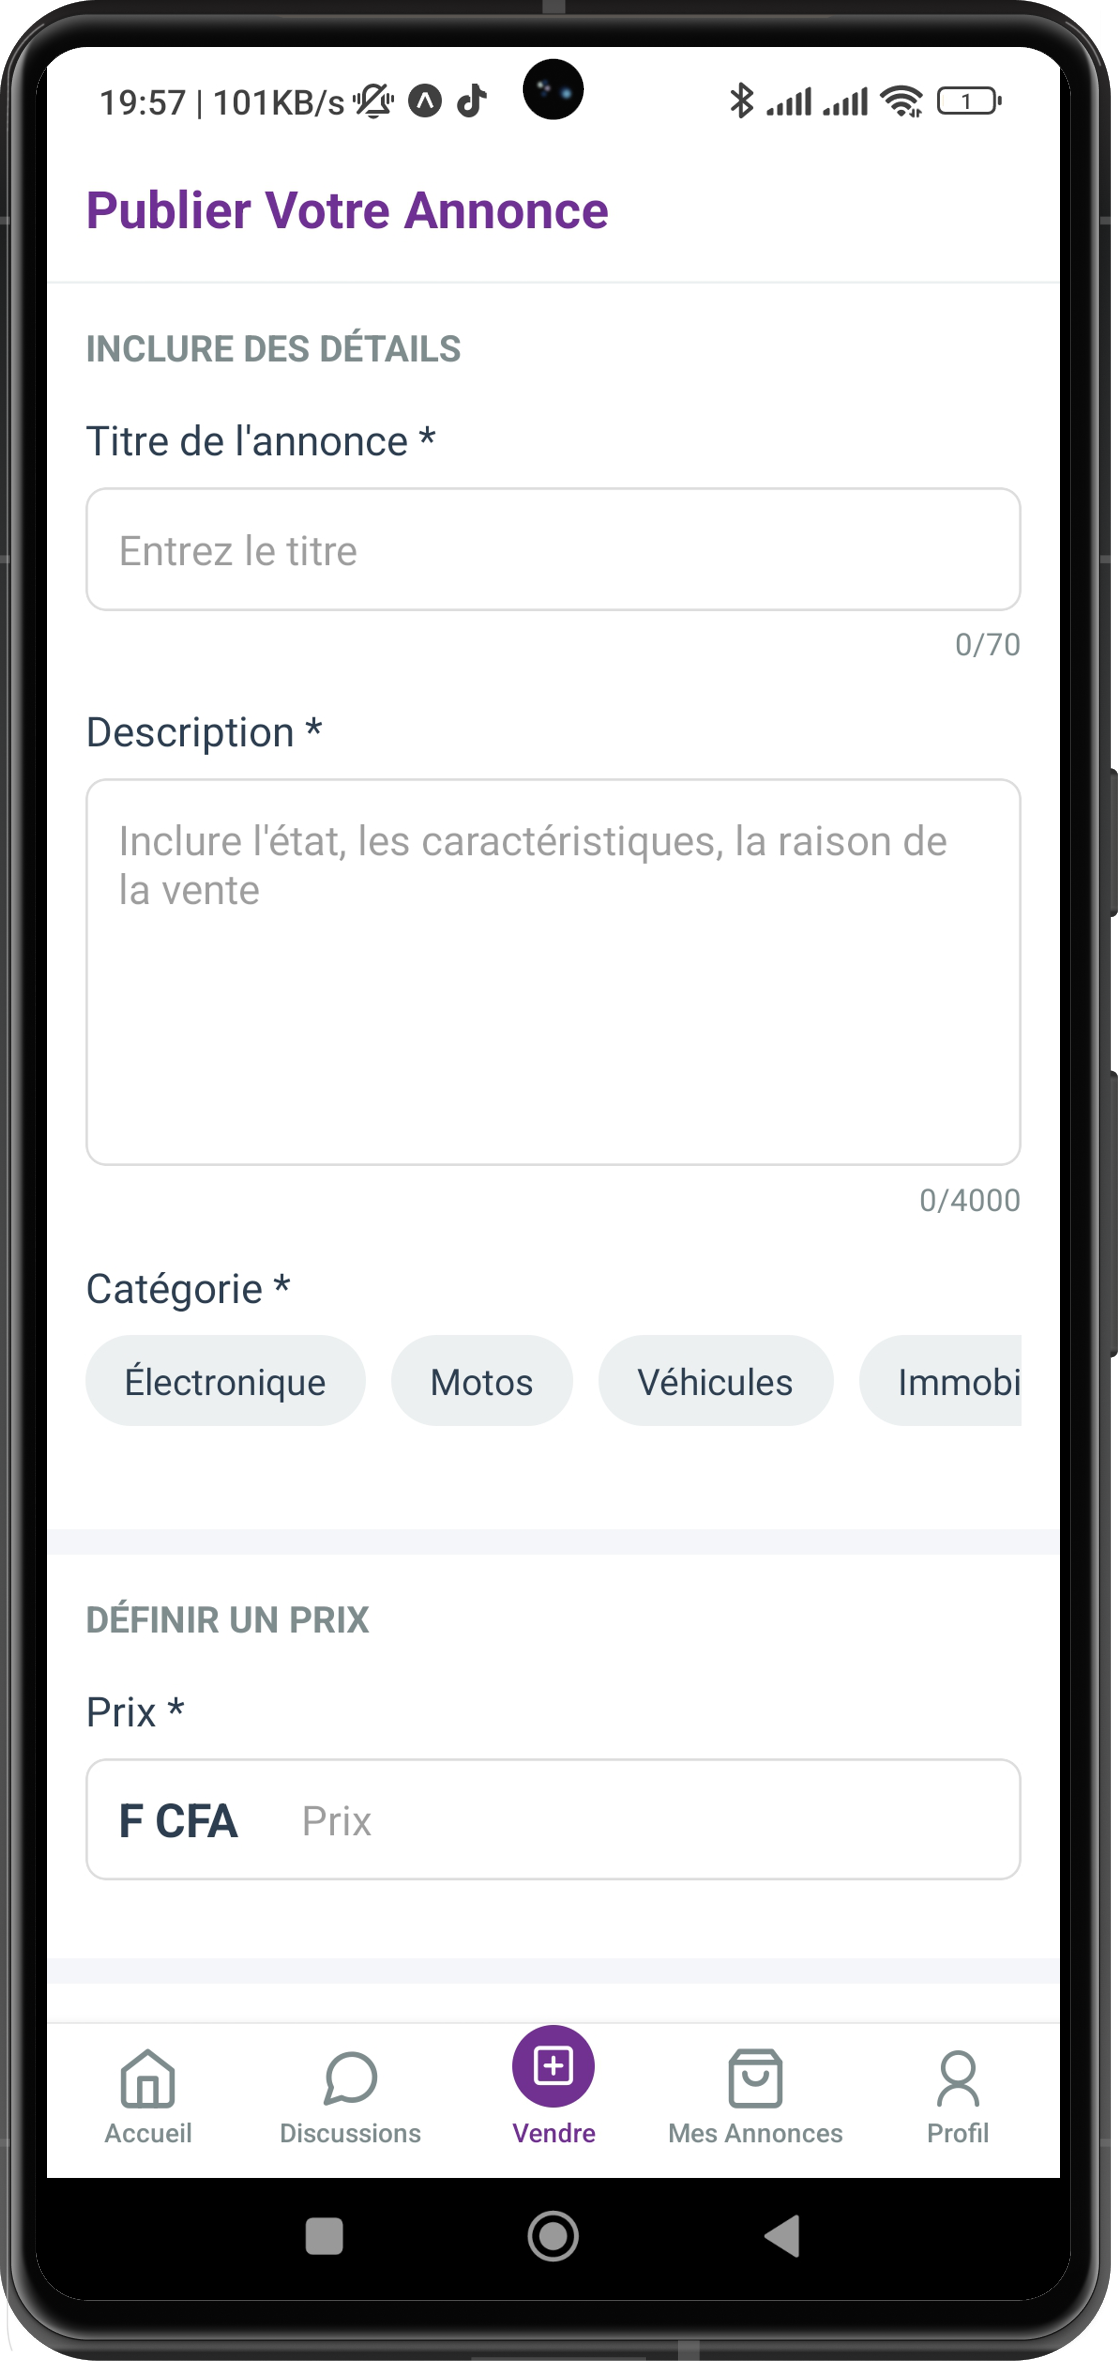 19:57 | 101KB/s
1
Publier Votre Annonce
INCLURE DES DÉTAILS
Titre de l'annonce *
Entrez le titre
0/70
Description *
Inclure l'état, les caractéristiques, la raison de
la vente
0/4000
Catégorie *
Électronique Motos Véhicules Immobi
DÉFINIR UN PRIX
Prix *
F CFA Prix
Accueil Discussions Vendre Mes Annonces Profil